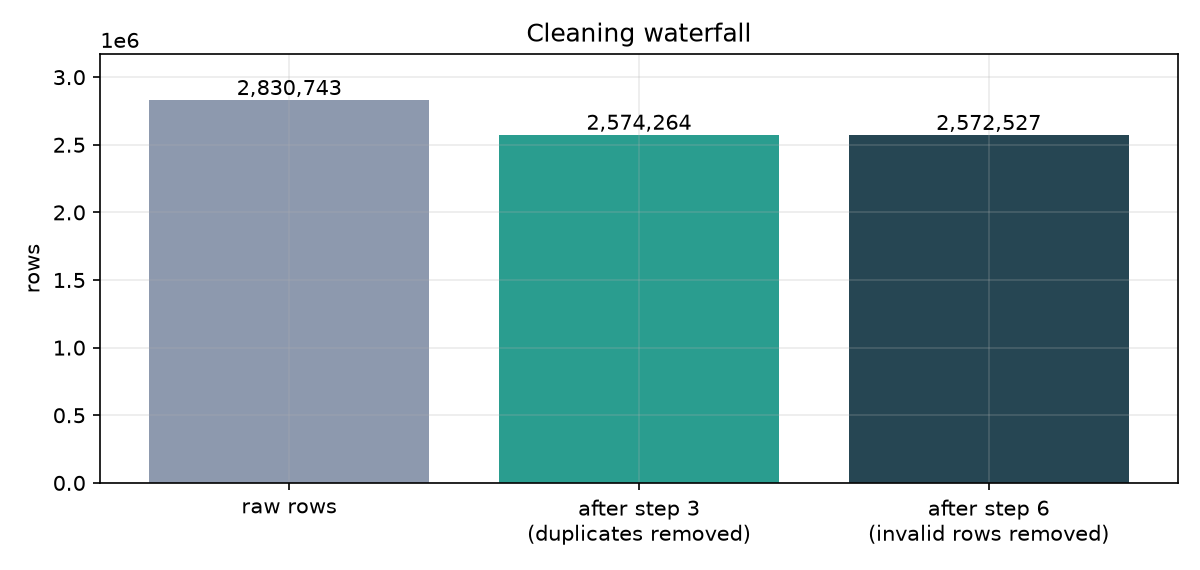 Cleaning waterfall
1e6
3.0
2.5
2.0
1.5
1.0
0.5
0.0
rows
2,830,743
2,574,264
2,572,527
raw rows
after step 3
(duplicates removed)
after step 6
(invalid rows removed)